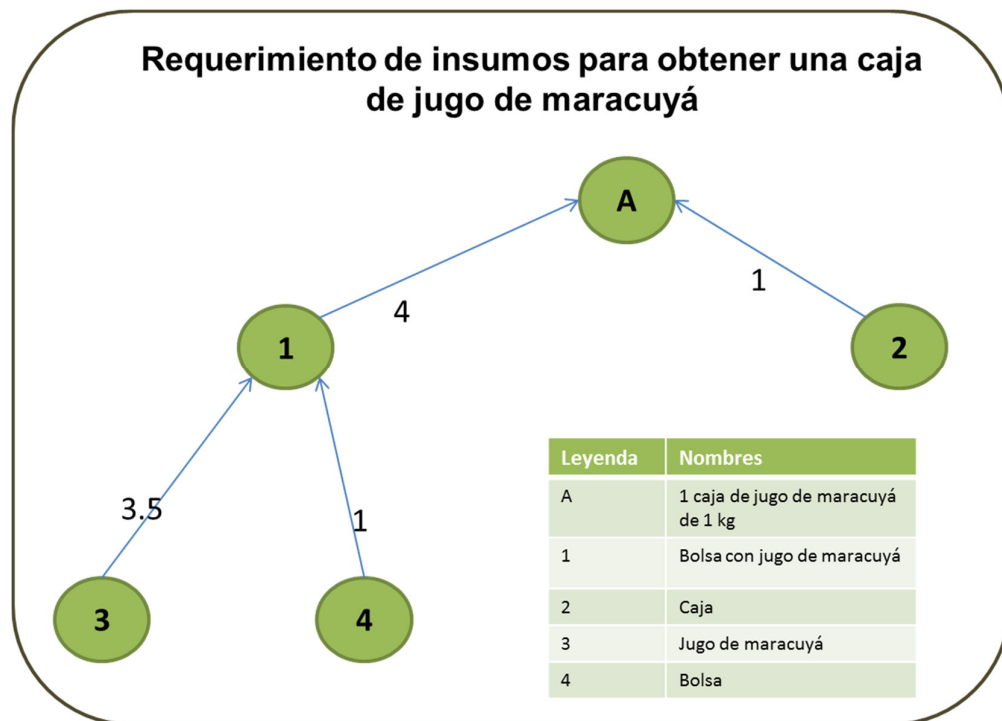 Requerimiento de insumos para obtener una caja
de jugo de maracuyá
A
4
1
1
2
3.5
1
3
4
Leyenda Nombres
A 1 caja de jugo de maracuyá
de 1 kg
1 Bolsa con jugo de maracuyá
2 Caja
3 Jugo de maracuyá
4 Bolsa